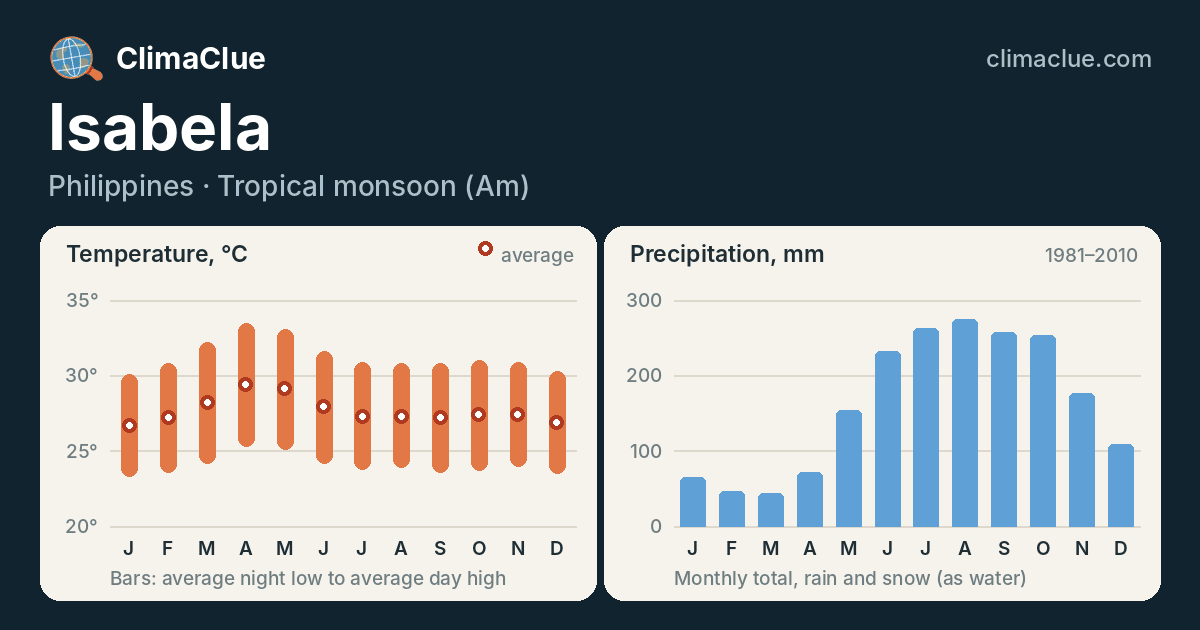 ClimaClue
climaclue.com
Isabela
Philippines · Tropical monsoon (Am)
Temperature, °C
average
35°
30°
25°
20°
J F M A M J J A S O N D
Bars: average night low to average day high
Precipitation, mm
1981–2010
300
200
100
0
J F M A M J J A S O N D
Monthly total, rain and snow (as water)